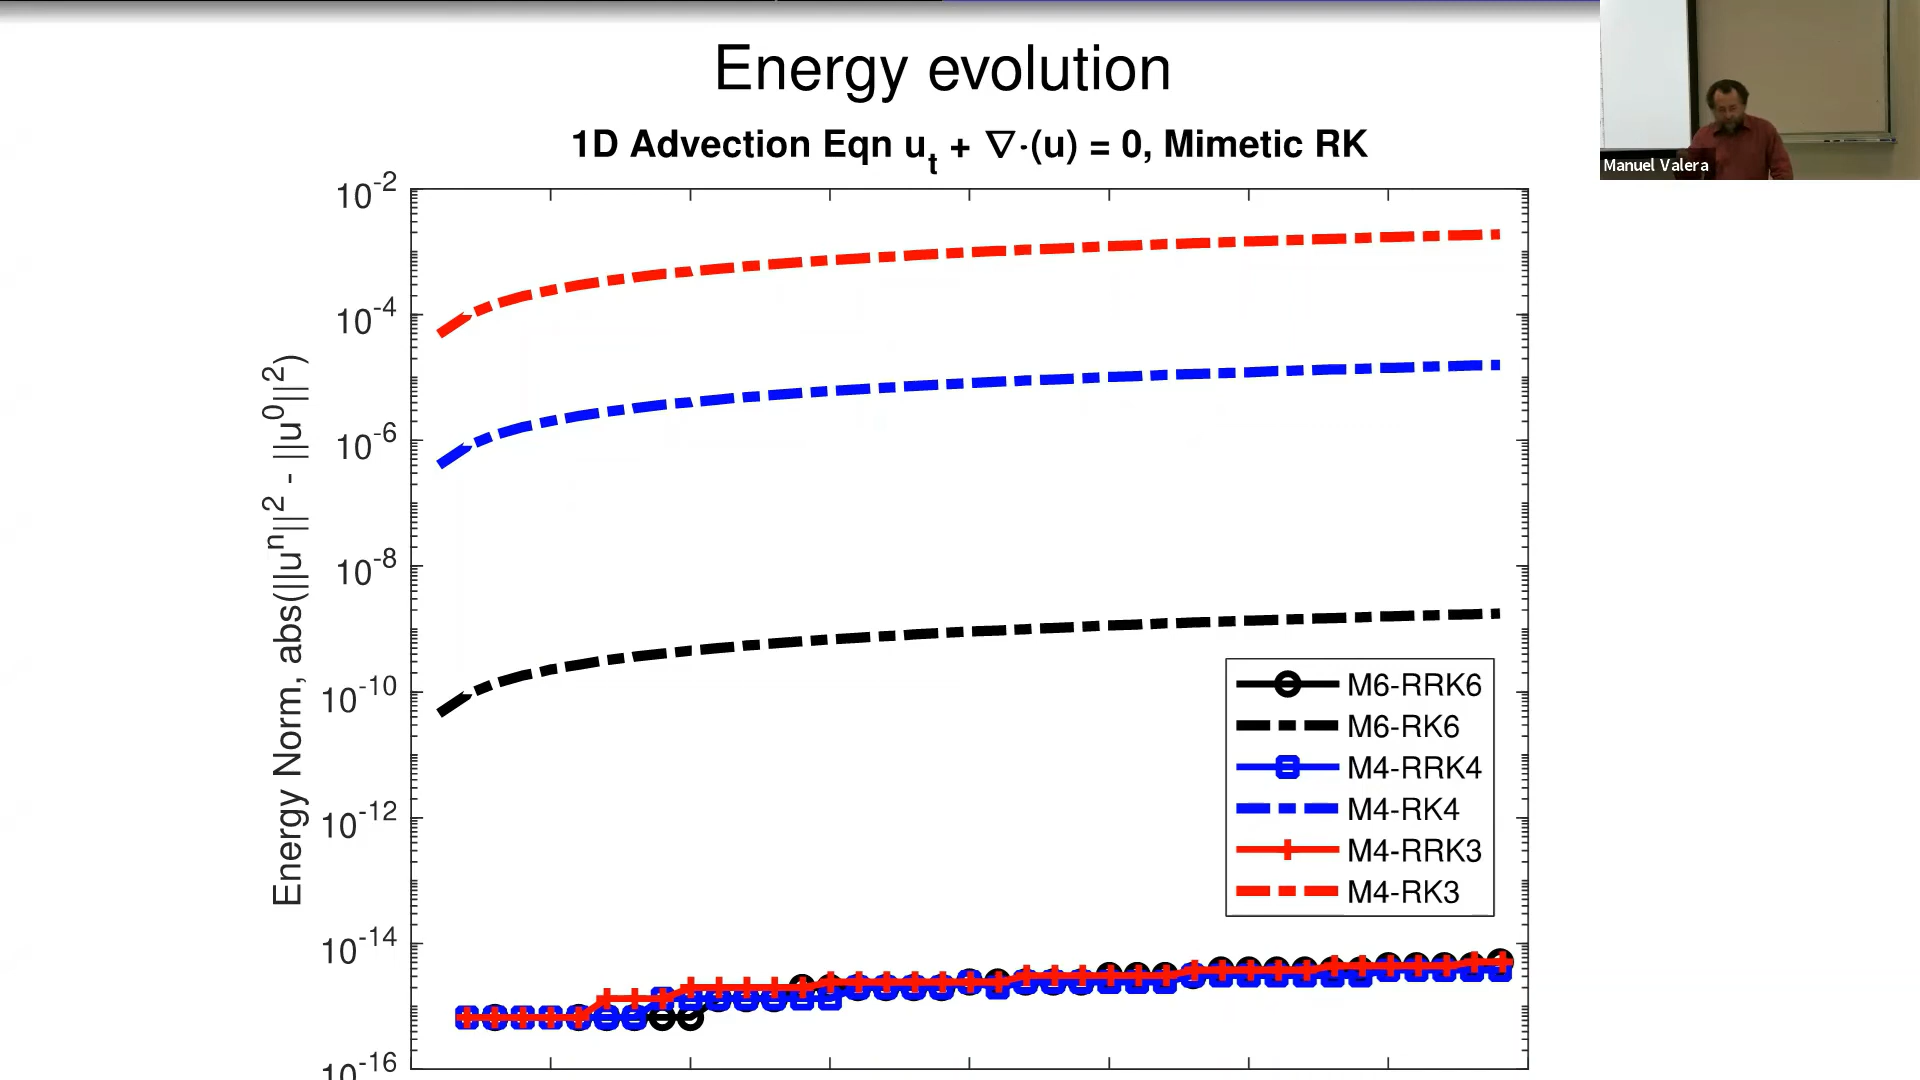 Energy evolution
1D Advection Eqn u_t + ∇·(u) = 0, Mimetic RK
Manuel Valera
Energy Norm, abs(||u^n||^2 - ||u^0||^2)
10^-2
10^-4
10^-6
10^-8
10^-10
10^-12
10^-14
10^-16
M6-RRK6
M6-RK6
M4-RRK4
M4-RK4
M4-RRK3
M4-RK3